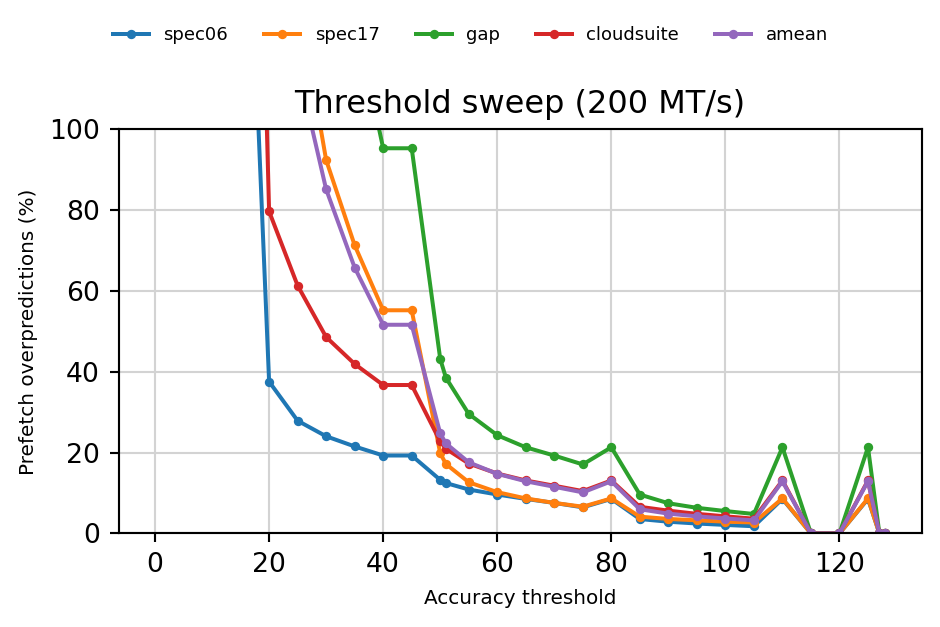 spec06 spec17 gap cloudsuite amean
Threshold sweep (200 MT/s)
Prefetch overpredictions (%)
100
80
60
40
20
0
0 20 40 60 80 100 120
Accuracy threshold